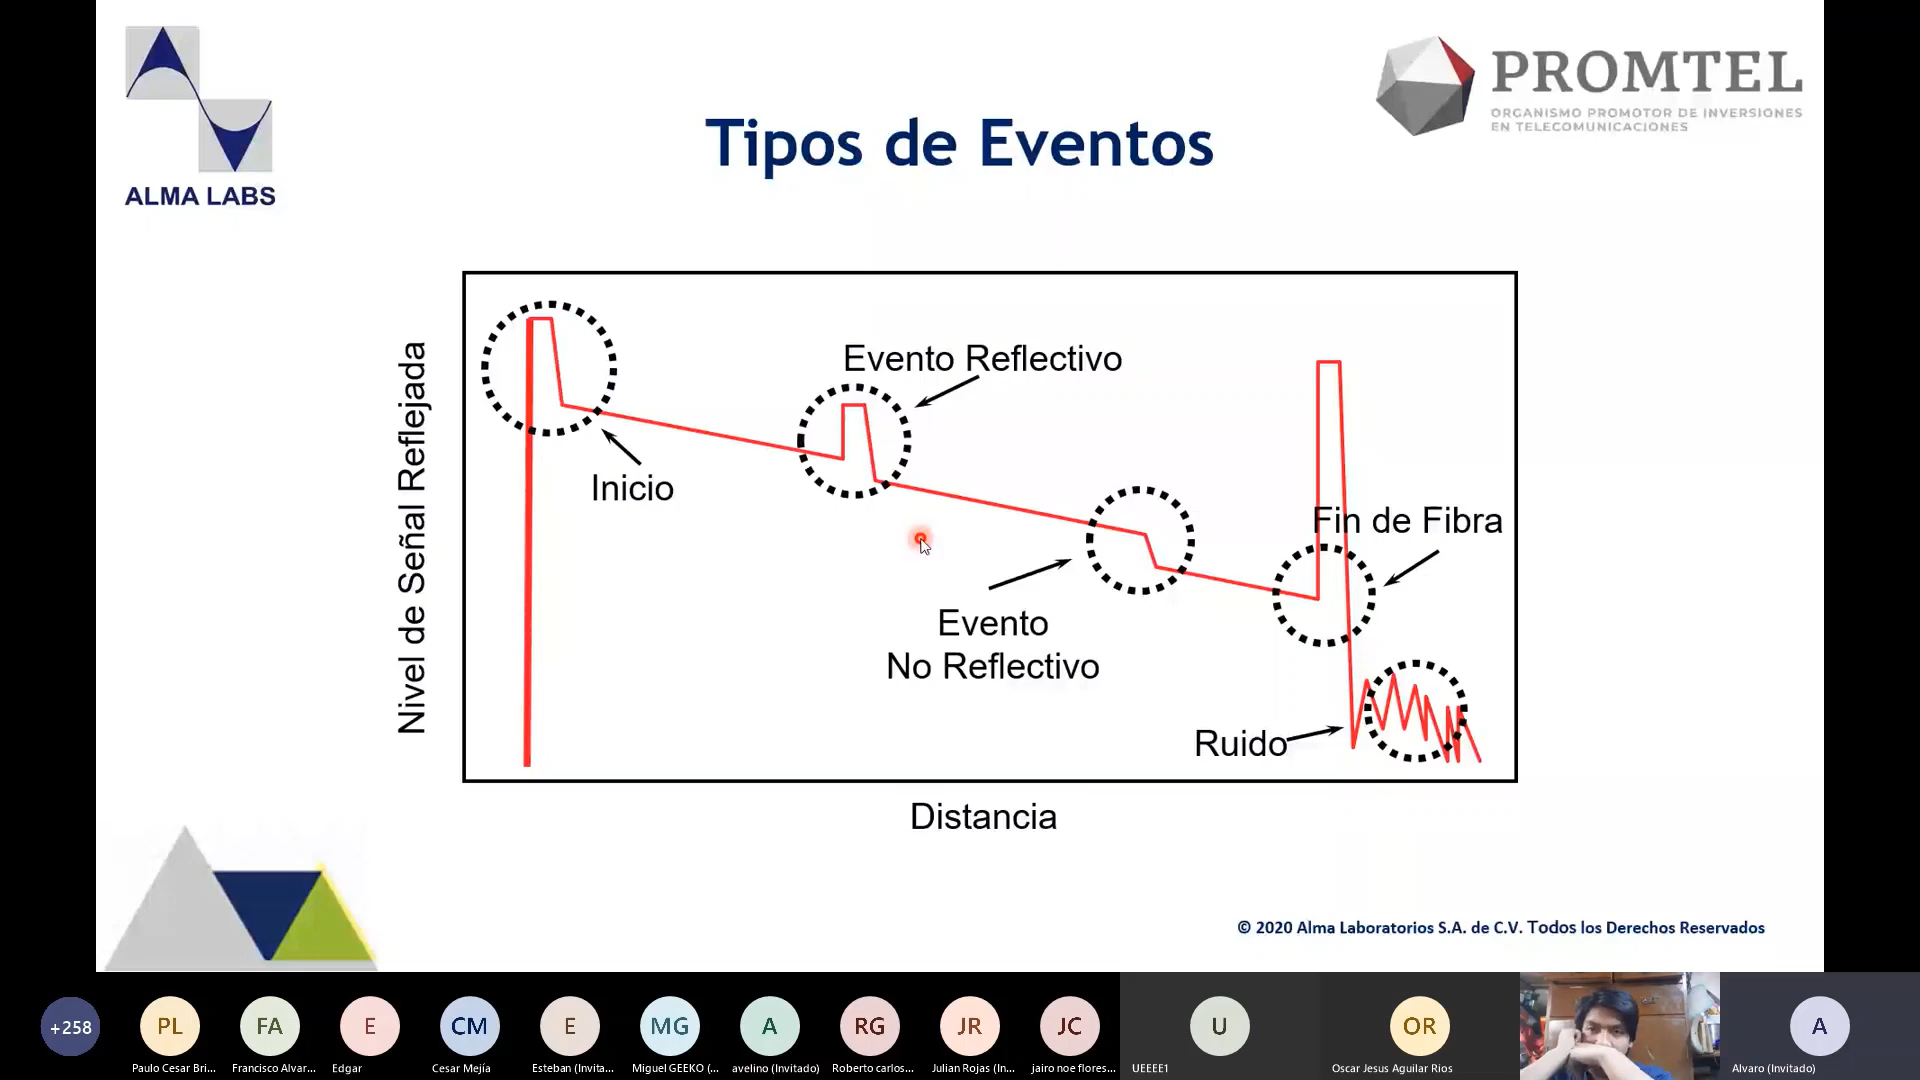 ALMA LABS
PROMTEL
ORGANISMO PROMOTOR DE INVERSIONES
EN TELECOMUNICACIONES
Tipos de Eventos
Nivel de Señal Reflejada
Inicio
Evento Reflectivo
Evento
No Reflectivo
Fin de Fibra
Ruido
Distancia
© 2020 Alma Laboratorios S.A. de C.V. Todos los Derechos Reservados
+258
PL
FA
E
CM
E
MG
A
RG
JR
JC
U
OR
A
Paulo Cesar Bri...
Francisco Alvar...
Edgar
Cesar Mejía
Esteban (Invita...
Miguel GEEKO (...
avelino (Invitado)
Roberto carlos...
Julian Rojas (In...
jairo noe flores...
UEEEE1
Oscar Jesus Aguilar Rios
Alvaro (Invitado)